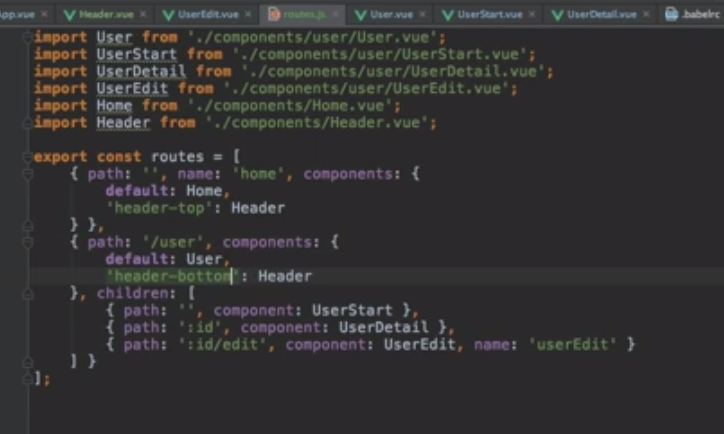 pp.vue Header.vue UserEdit.vue routes.js User.vue UserStart.vue UserDetail.vue .babelrc
import User from './components/user/User.vue';
import UserStart from './components/user/UserStart.vue';
import UserDetail from './components/user/UserDetail.vue';
import UserEdit from './components/user/UserEdit.vue';
import Home from './components/Home.vue';
import Header from './components/Header.vue';
export const routes = [
{ path: '', name: 'home', components: {
default: Home,
'header-top': Header
} },
{ path: '/user', components: {
default: User,
'header-bottom': Header
}, children: [
{ path: '', component: UserStart },
{ path: ':id', component: UserDetail },
{ path: ':id/edit', component: UserEdit, name: 'userEdit' }
] }
];